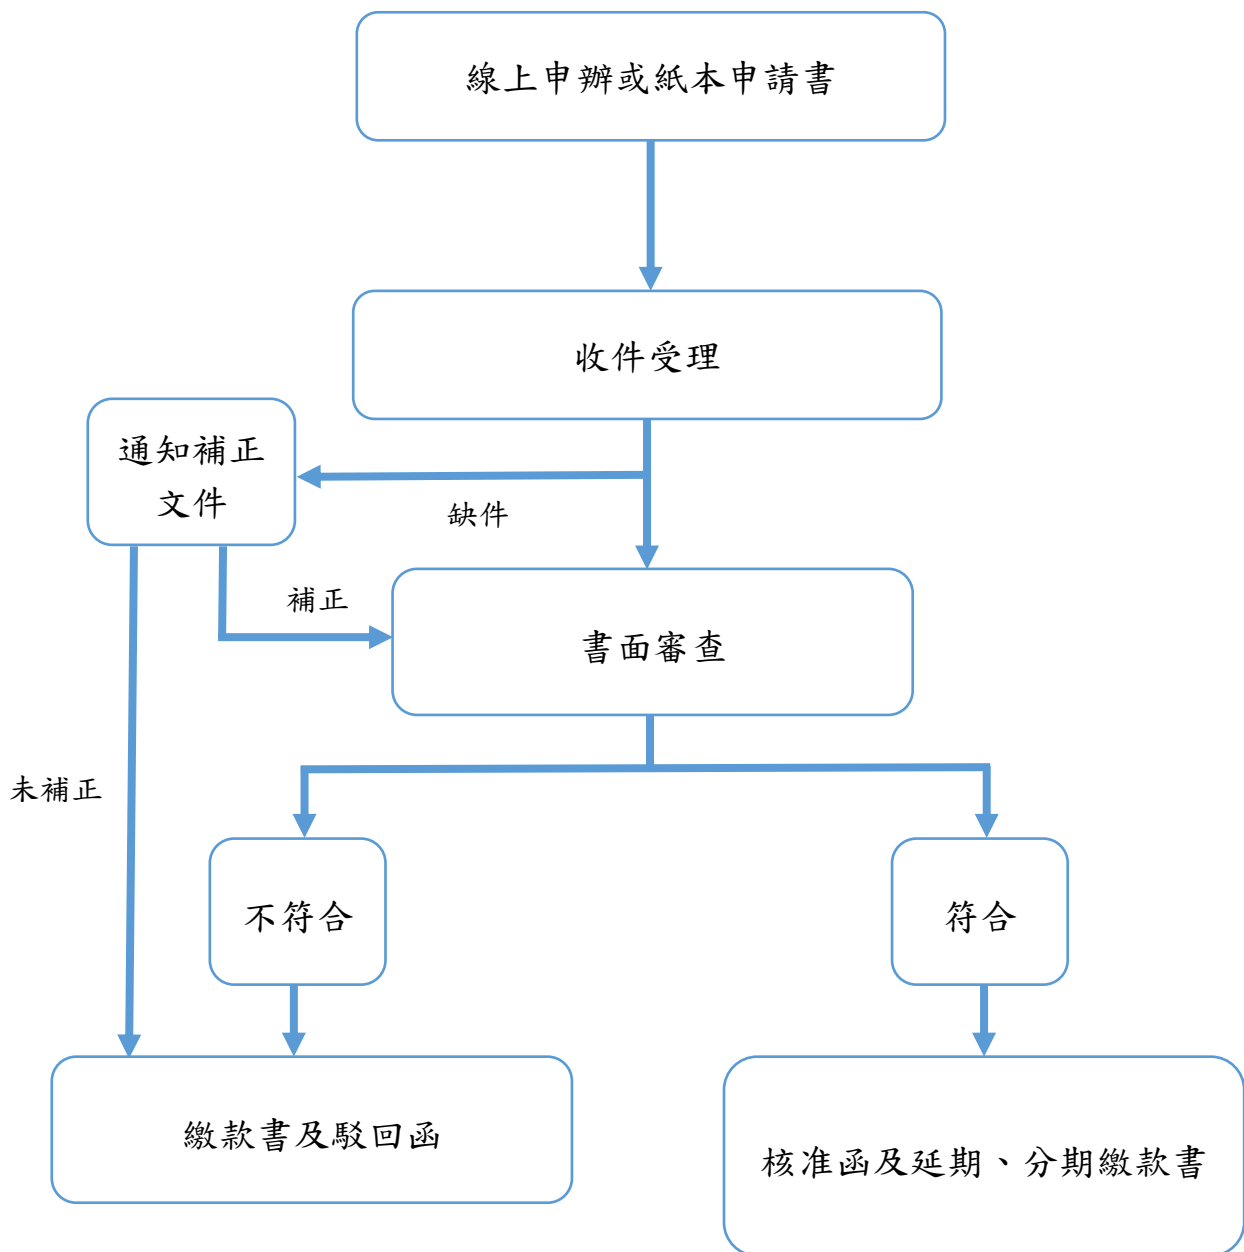 線上申辦或紙本申請書
收件受理
通知補正
文件
缺件
補正
書面審查
未補正
不符合
符合
繳款書及駁回函
核准函及延期、分期繳款書